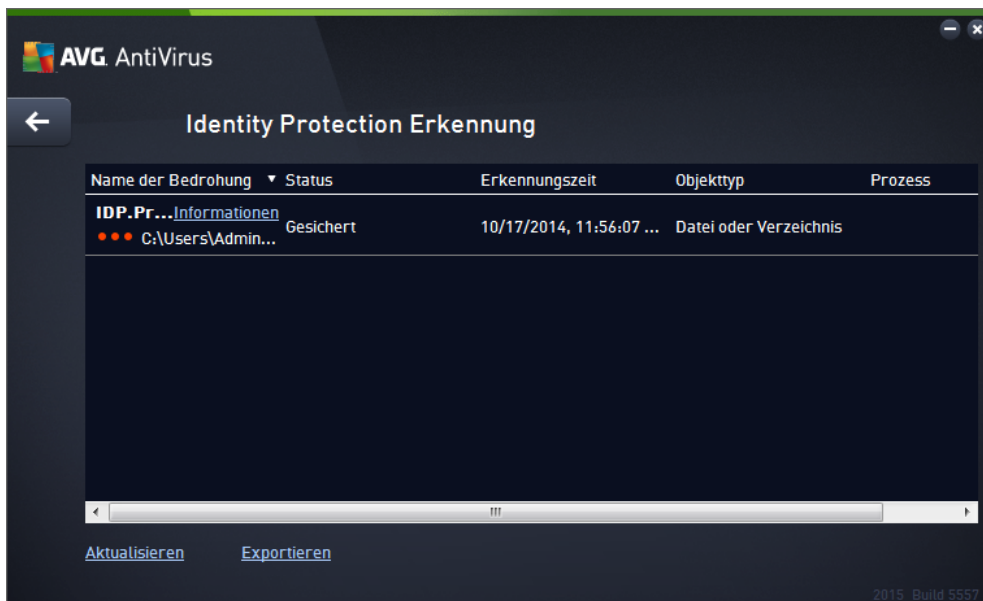 AVG. AntiVirus
Identity Protection Erkennung
Name der Bedrohung ▼ Status Erkennungszeit Objekttyp Prozess
IDP.Pr...Informationen
C:\Users\Admin... Gesichert 10/17/2014, 11:56:07 ... Datei oder Verzeichnis
Aktualisieren Exportieren
2015 Build 5557